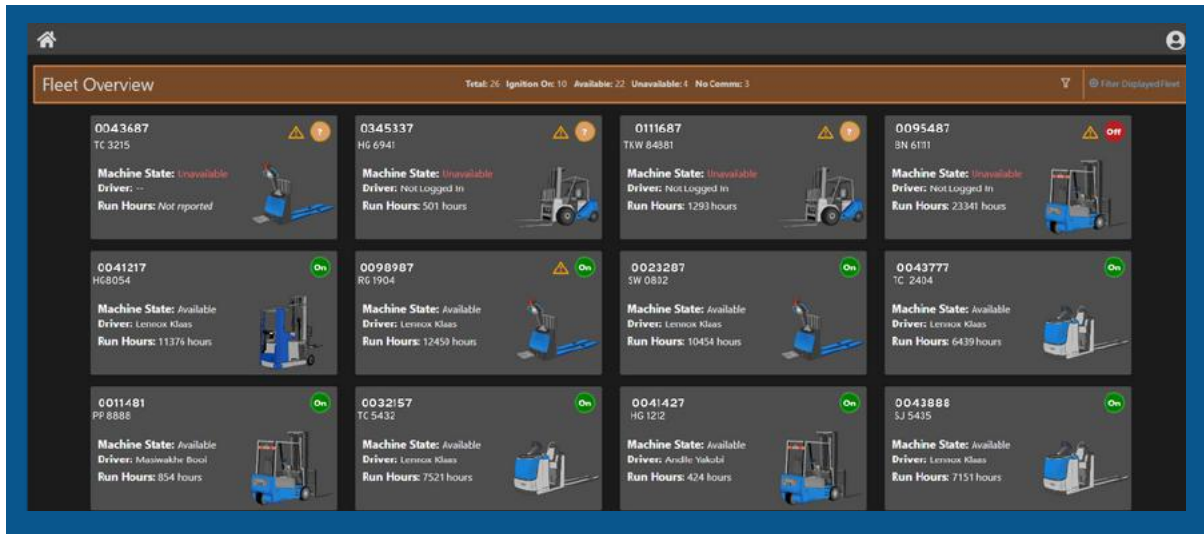 Fleet Overview
Total: 26 Ignition On: 10 Available: 22 Unavailable: 4 No Comms: 3
Filter Displayed Fleet
0043687
TC 3215
?
Machine State: Unavailable
Driver: --
Run Hours: Not reported
0345337
HG 6941
?
Machine State: Unavailable
Driver: Not Logged In
Run Hours: 501 hours
0111687
TKW 84881
?
Machine State: Unavailable
Driver: Not Logged In
Run Hours: 1293 hours
0095487
BN 6111
Off
Machine State: Unavailable
Driver: Not Logged In
Run Hours: 23341 hours
0041217
HG8054
On
Machine State: Available
Driver: Lennox Klaas
Run Hours: 11376 hours
0098987
RG 1904
On
Machine State: Available
Driver: Lennox Klaas
Run Hours: 12450 hours
0023287
SW 0802
On
Machine State: Available
Driver: Lennox Klaas
Run Hours: 10454 hours
0043777
TC 2404
On
Machine State: Available
Driver: Lennox Klaas
Run Hours: 6439 hours
0011481
PP 8888
On
Machine State: Available
Driver: Masiwakhe Booi
Run Hours: 854 hours
0032157
TC 5432
On
Machine State: Available
Driver: Lennox Klaas
Run Hours: 7521 hours
0041427
HG 1212
On
Machine State: Available
Driver: Andile Yakobi
Run Hours: 424 hours
0043888
SJ 5435
On
Machine State: Available
Driver: Lennox Klaas
Run Hours: 7151 hours